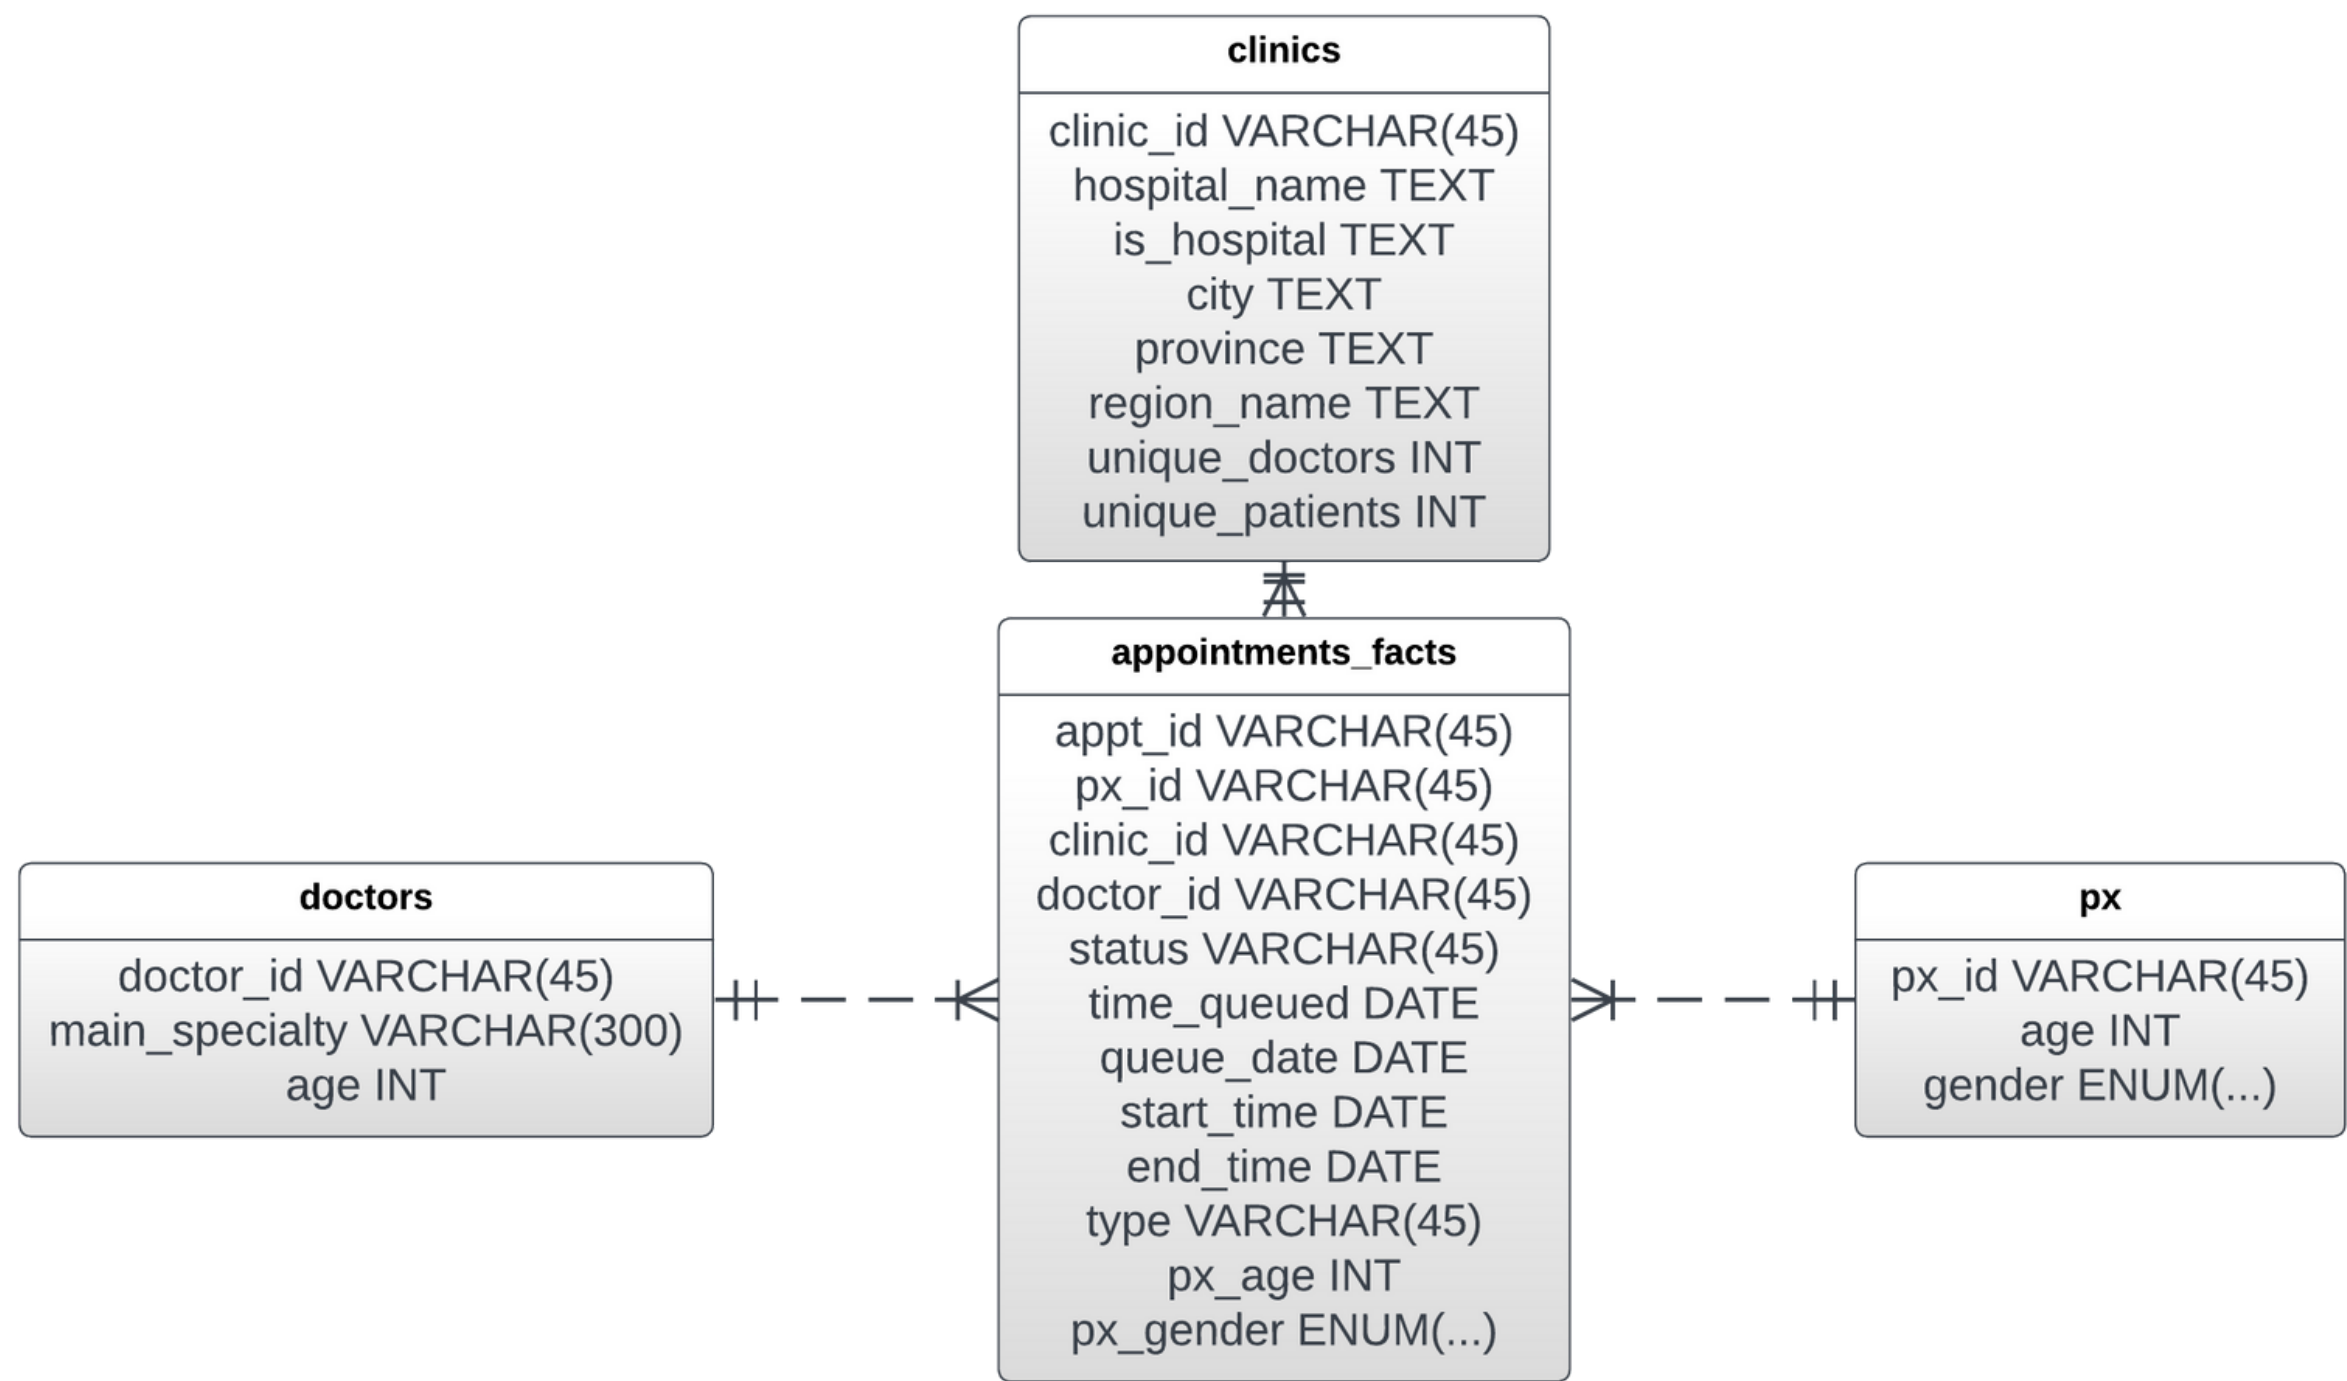 clinics
clinic_id VARCHAR(45)
hospital_name TEXT
is_hospital TEXT
city TEXT
province TEXT
region_name TEXT
unique_doctors INT
unique_patients INT
appointments_facts
appt_id VARCHAR(45)
px_id VARCHAR(45)
clinic_id VARCHAR(45)
doctor_id VARCHAR(45)
status VARCHAR(45)
time_queued DATE
queue_date DATE
start_time DATE
end_time DATE
type VARCHAR(45)
px_age INT
px_gender ENUM(...)
doctors
doctor_id VARCHAR(45)
main_specialty VARCHAR(300)
age INT
px
px_id VARCHAR(45)
age INT
gender ENUM(...)